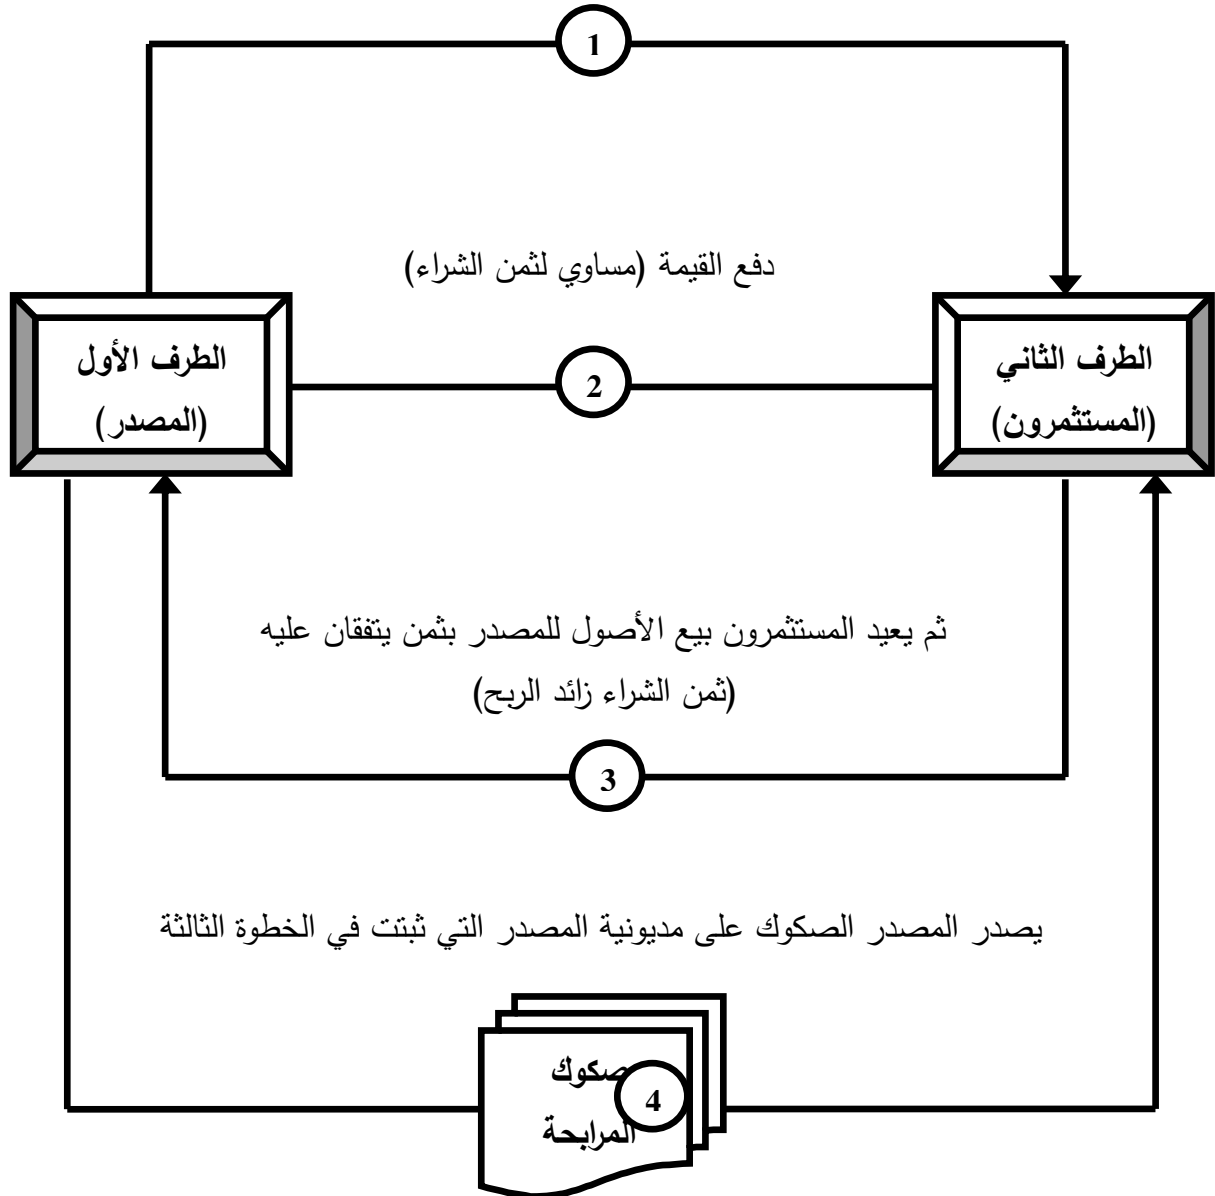 1
دفع القيمة (مساوي لثمن الشراء)
الطرف الثاني
(المستثمرون)
2
الطرف الأول
(المصدر)
ثم يعيد المستثمرون بيع الأصول للمصدر بثمن يتفقان عليه
(ثمن الشراء زائد الربح)
3
يصدر المصدر الصكوك على مديونية المصدر التي ثبتت في الخطوة الثالثة
صكوك
المرابحة
4